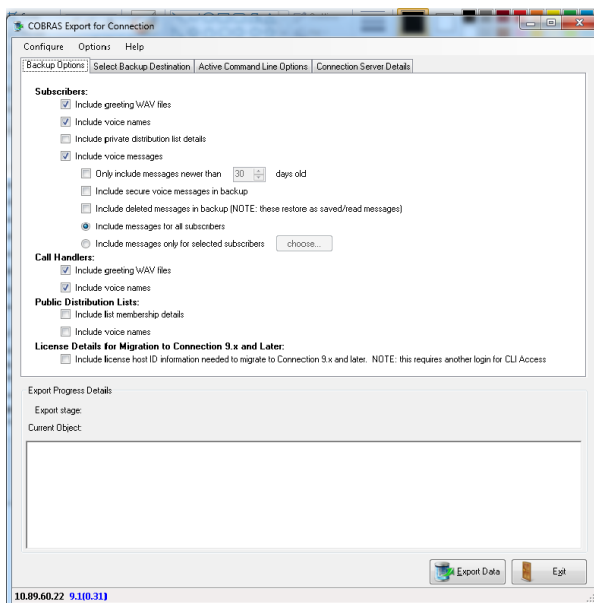 COBRAS Export for Connection
Configure Options Help
Backup Options Select Backup Destination Active Command Line Options Connection Server Details
Subscribers:
Include greeting WAV files
Include voice names
Include private distribution list details
Include voice messages
Only include messages newer than 30 days old
Include secure voice messages in backup
Include deleted messages in backup (NOTE: these restore as saved/read messages)
Include messages for all subscribers
Include messages only for selected subscribers choose...
Call Handlers:
Include greeting WAV files
Include voice names
Public Distribution Lists:
Include list membership details
Include voice names
License Details for Migration to Connection 9.x and Later:
Include license host ID information needed to migrate to Connection 9.x and later. NOTE: this requires another login for CLI Access
Export Progress Details
Export stage:
Current Object:
Export Data Exit
10.89.60.22 9.1(0.31)